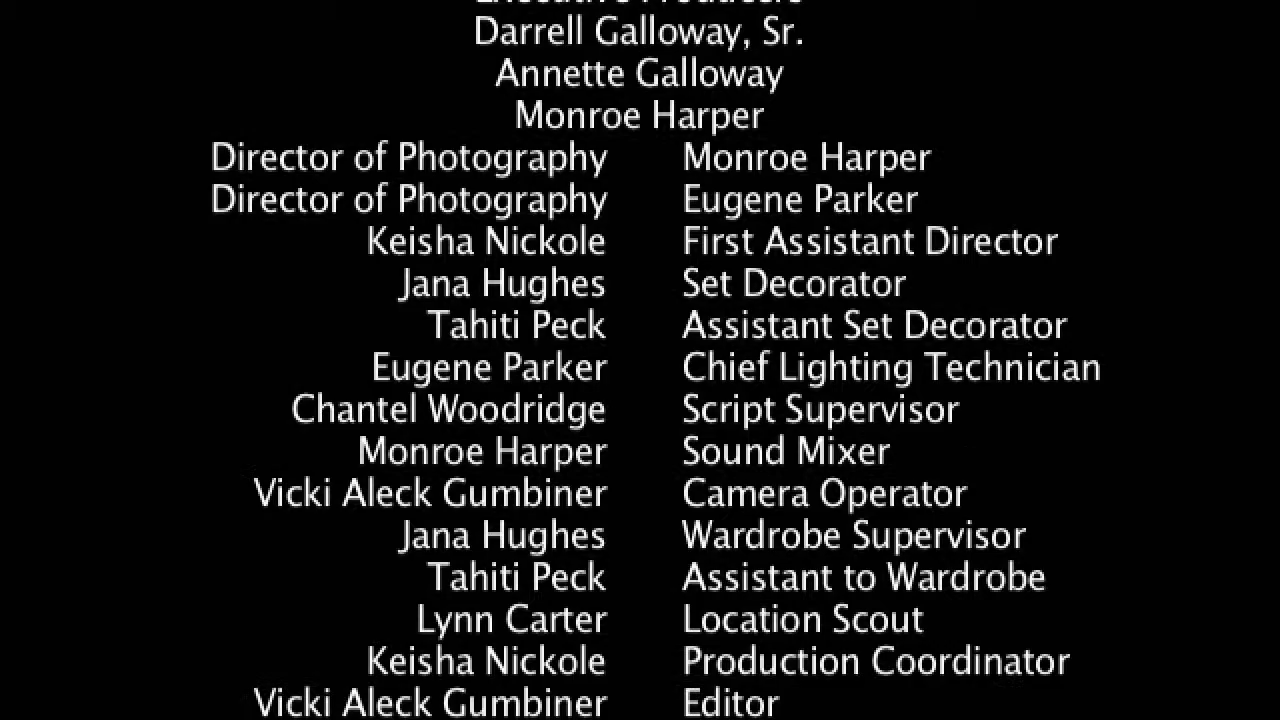 Executive Producers
Darrell Galloway, Sr.
Annette Galloway
Monroe Harper
Director of Photography Monroe Harper
Director of Photography Eugene Parker
Keisha Nickole First Assistant Director
Jana Hughes Set Decorator
Tahiti Peck Assistant Set Decorator
Eugene Parker Chief Lighting Technician
Chantel Woodridge Script Supervisor
Monroe Harper Sound Mixer
Vicki Aleck Gumbiner Camera Operator
Jana Hughes Wardrobe Supervisor
Tahiti Peck Assistant to Wardrobe
Lynn Carter Location Scout
Keisha Nickole Production Coordinator
Vicki Aleck Gumbiner Editor